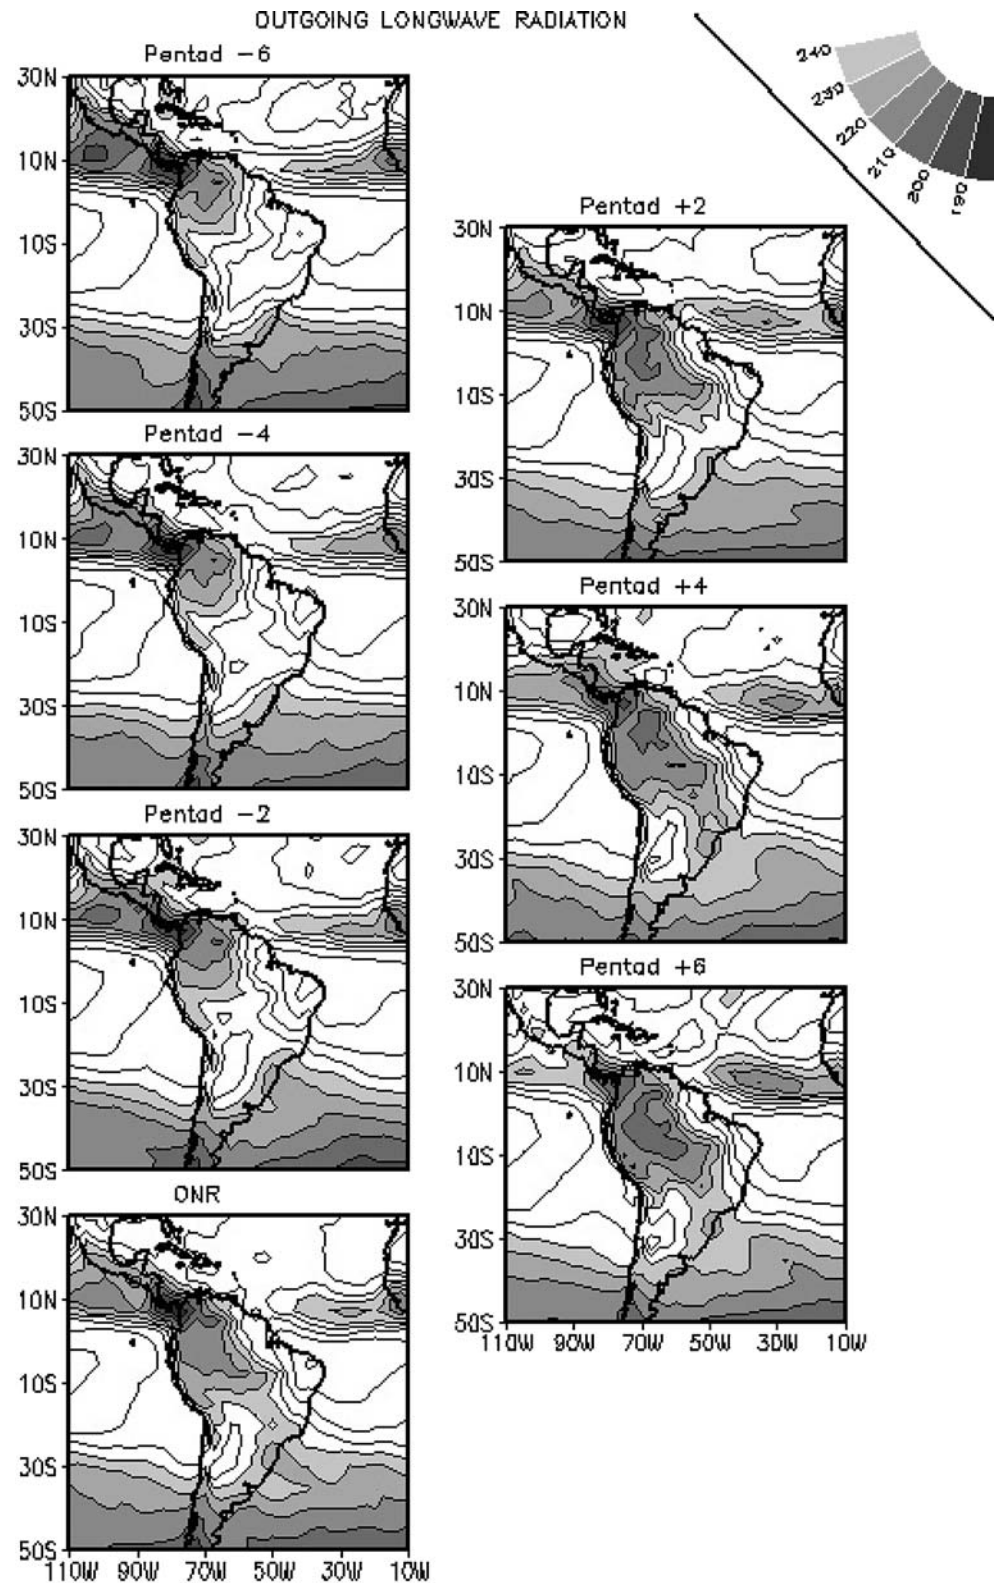 OUTGOING LONGWAVE RADIATION
240
230
220
210
200
190
Pentad −6
30N
10N
10S
30S
50S
Pentad −4
30N
10N
10S
30S
50S
Pentad −2
30N
10N
10S
30S
50S
ONR
30N
10N
10S
30S
50S
110W 90W 70W 50W 30W 10W
Pentad +2
30N
10N
10S
30S
50S
Pentad +4
30N
10N
10S
30S
50S
Pentad +6
30N
10N
10S
30S
50S
110W 90W 70W 50W 30W 10W